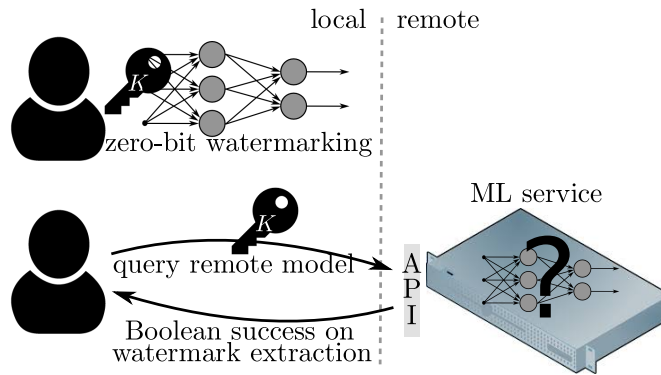 local remote
K
zero-bit watermarking
ML service
K
query remote model
A
P
I
?
Boolean success on
watermark extraction